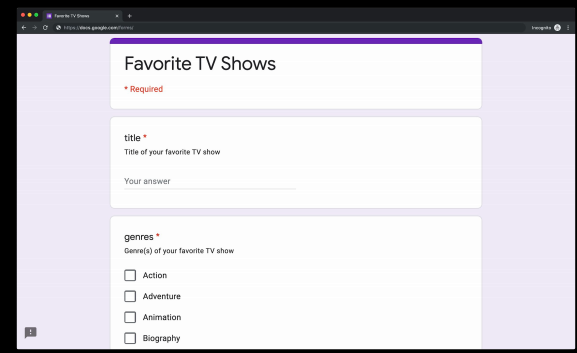 Favorite TV Shows
https://docs.google.com/forms/
Incognito
Favorite TV Shows
* Required
title *
Title of your favorite TV show
Your answer
genres *
Genre(s) of your favorite TV show
Action
Adventure
Animation
Biography